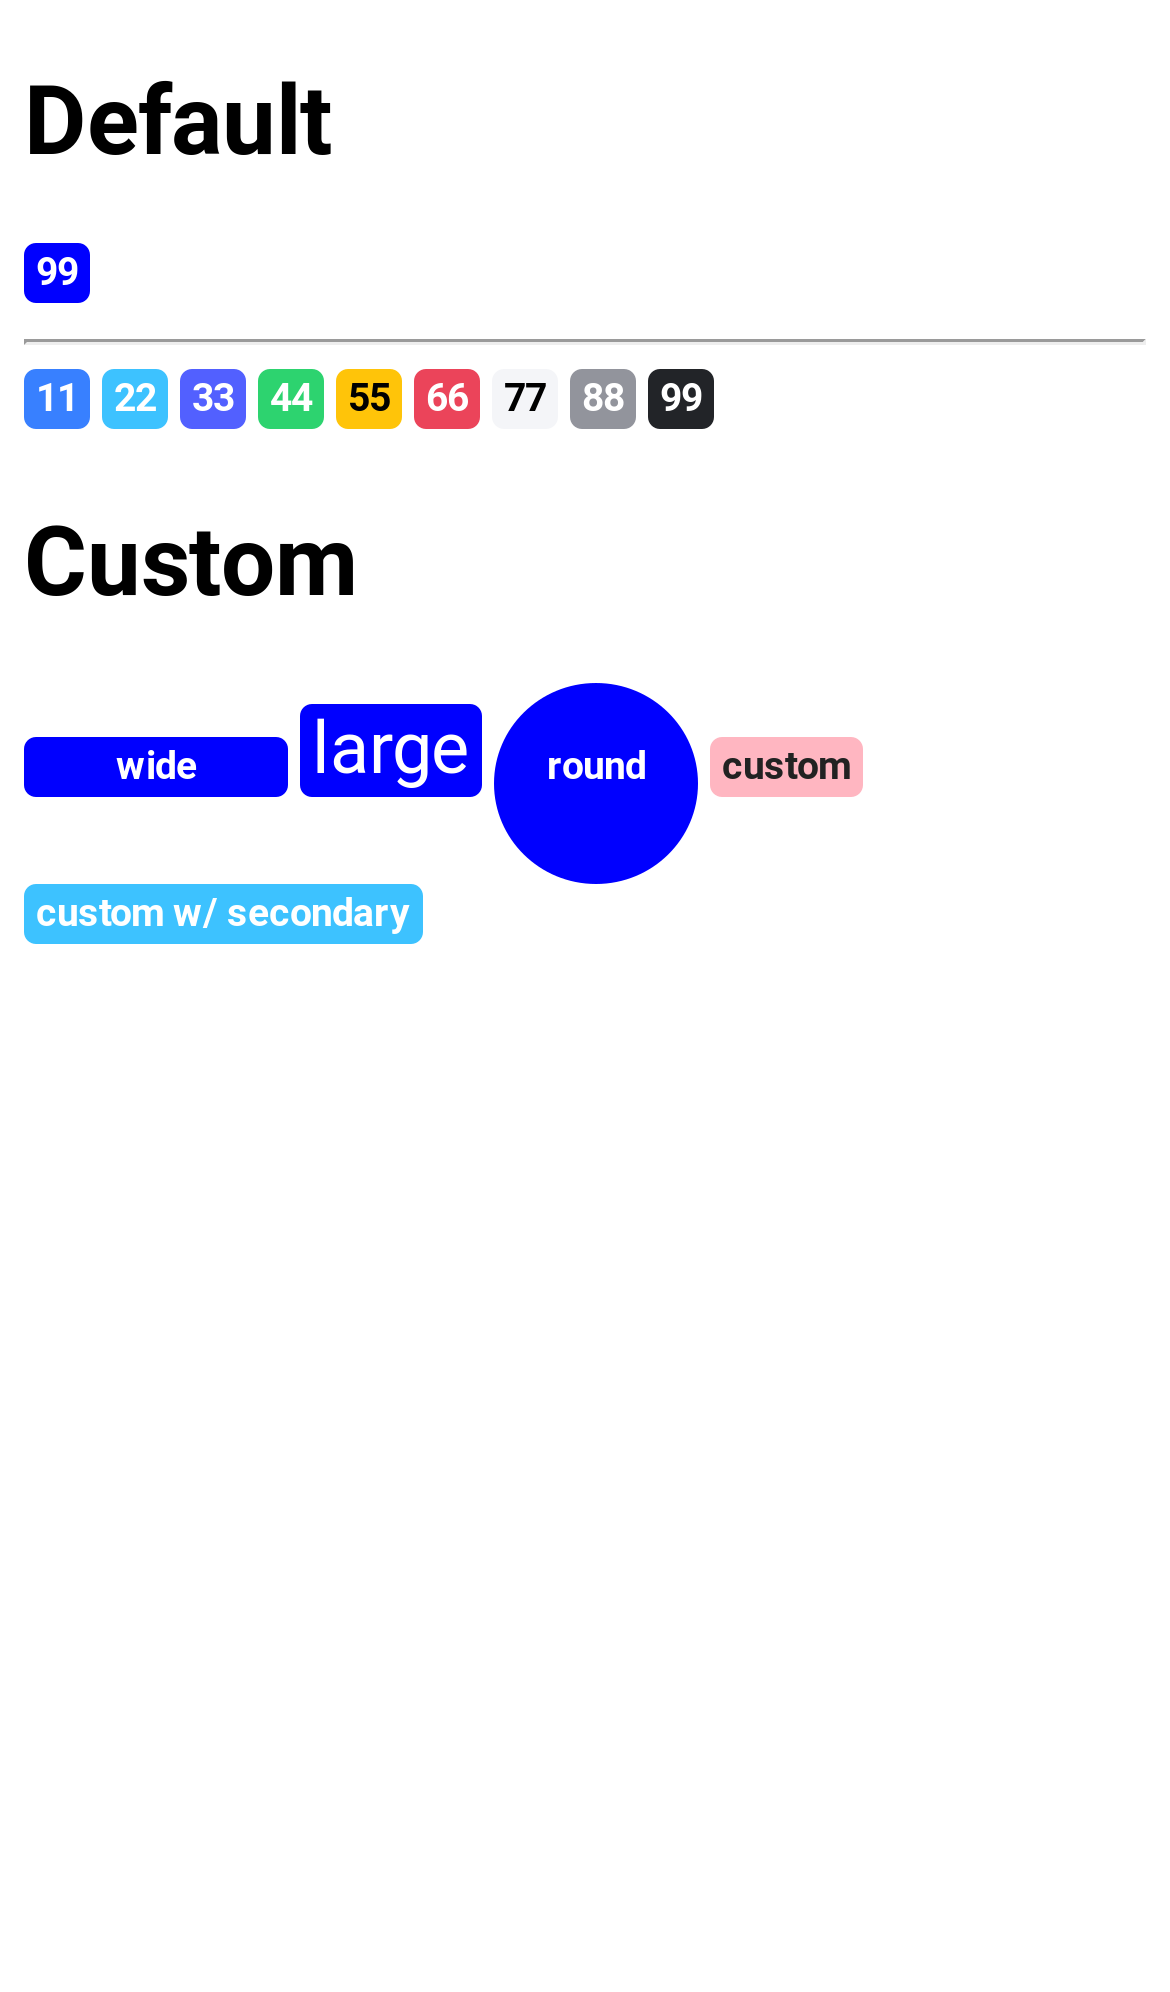 Default
99
11 22 33 44 55 66 77 88 99
Custom
wide large round custom
custom w/ secondary